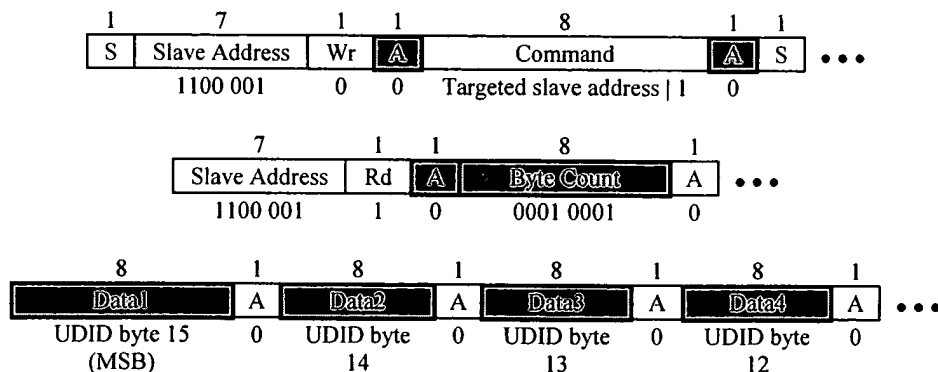 1 7 1 1 8 1 1
S Slave Address Wr A Command A S •••
1100 001 0 0 Targeted slave address | 1 0
7 1 1 8 1
Slave Address Rd A Byte Count A •••
1100 001 1 0 0001 0001 0
8 1 8 1 8 1 8 1
Data1 A Data2 A Data3 A Data4 A •••
UDID byte 15 0 UDID byte 0 UDID byte 0 UDID byte 0
(MSB) 14 13 12